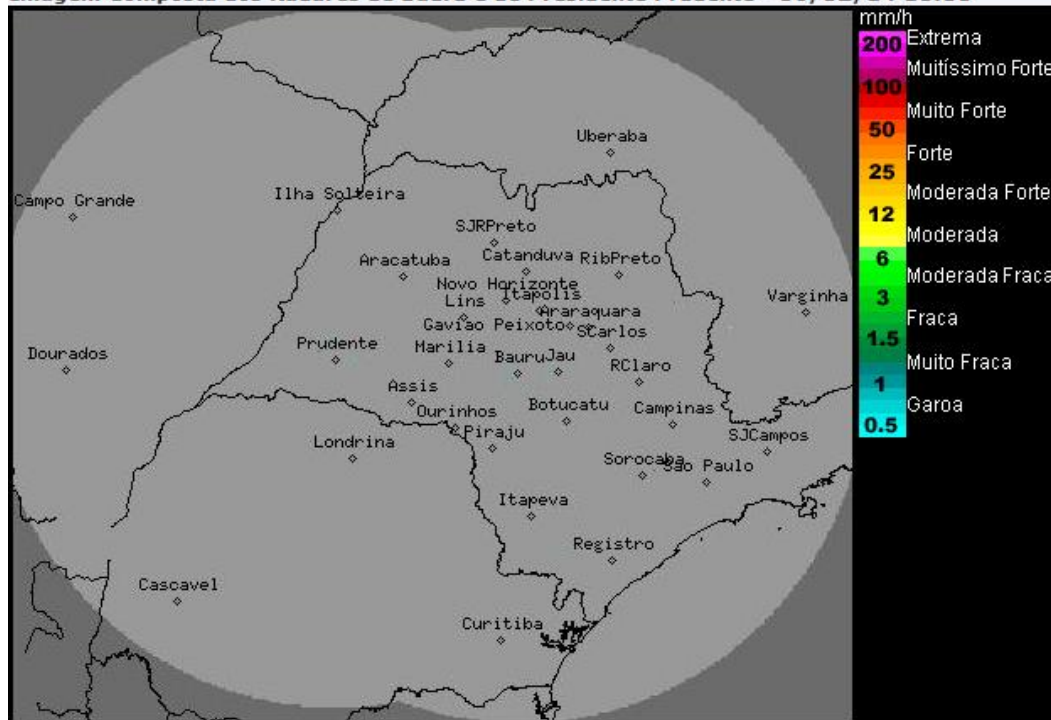 mm/h
200 Extrema
Muitíssimo Forte
100
Muito Forte
50
Forte
25
Moderada Forte
12
Moderada
6
Moderada Fraca
3
Fraca
1.5
Muito Fraca
1
Garoa
0.5
Uberaba
Campo Grande
Ilha Solteira
SJRPreto
Aracatuba
Catanduva
RibPreto
Novo Horizonte
Itapolis
Lins
Araraquara
Varginha
Gaviao Peixoto
SCarlos
Prudente
Dourados
Marilia
Bauru
Jau
RClaro
Assis
Ourinhos
Botucatu
Campinas
Piraju
Londrina
SJCampos
Sorocaba
Sao Paulo
Itapeva
Registro
Cascavel
Curitiba